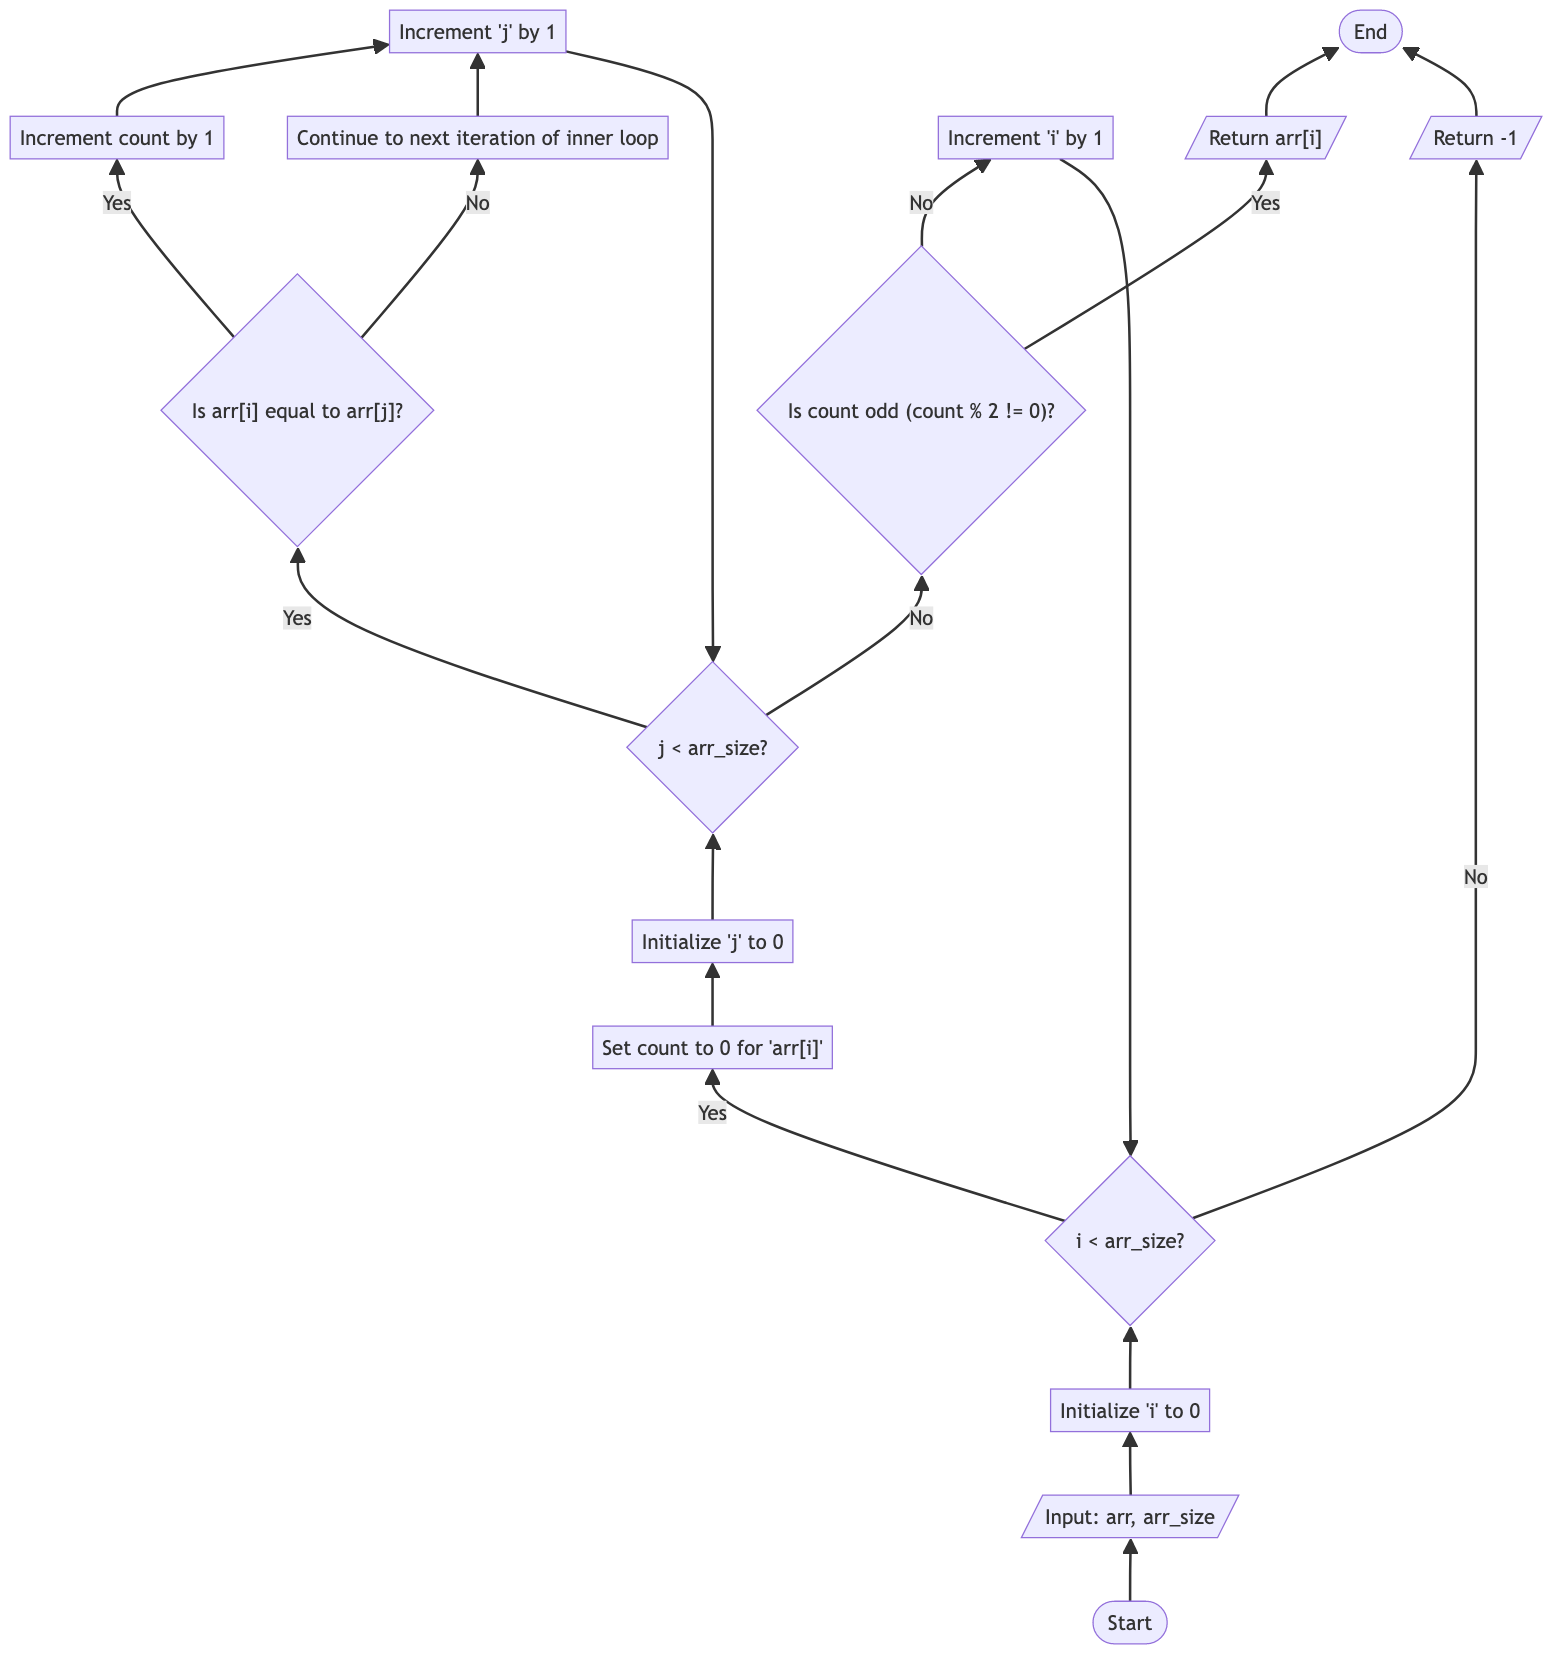 Increment 'j' by 1
End
Increment count by 1
Continue to next iteration of inner loop
Increment 'i' by 1
Return arr[i]
Return -1
Yes
No
No
Yes
Is arr[i] equal to arr[j]?
Is count odd (count % 2 != 0)?
Yes
No
j < arr_size?
No
Initialize 'j' to 0
Set count to 0 for 'arr[i]'
Yes
i < arr_size?
Initialize 'i' to 0
Input: arr, arr_size
Start